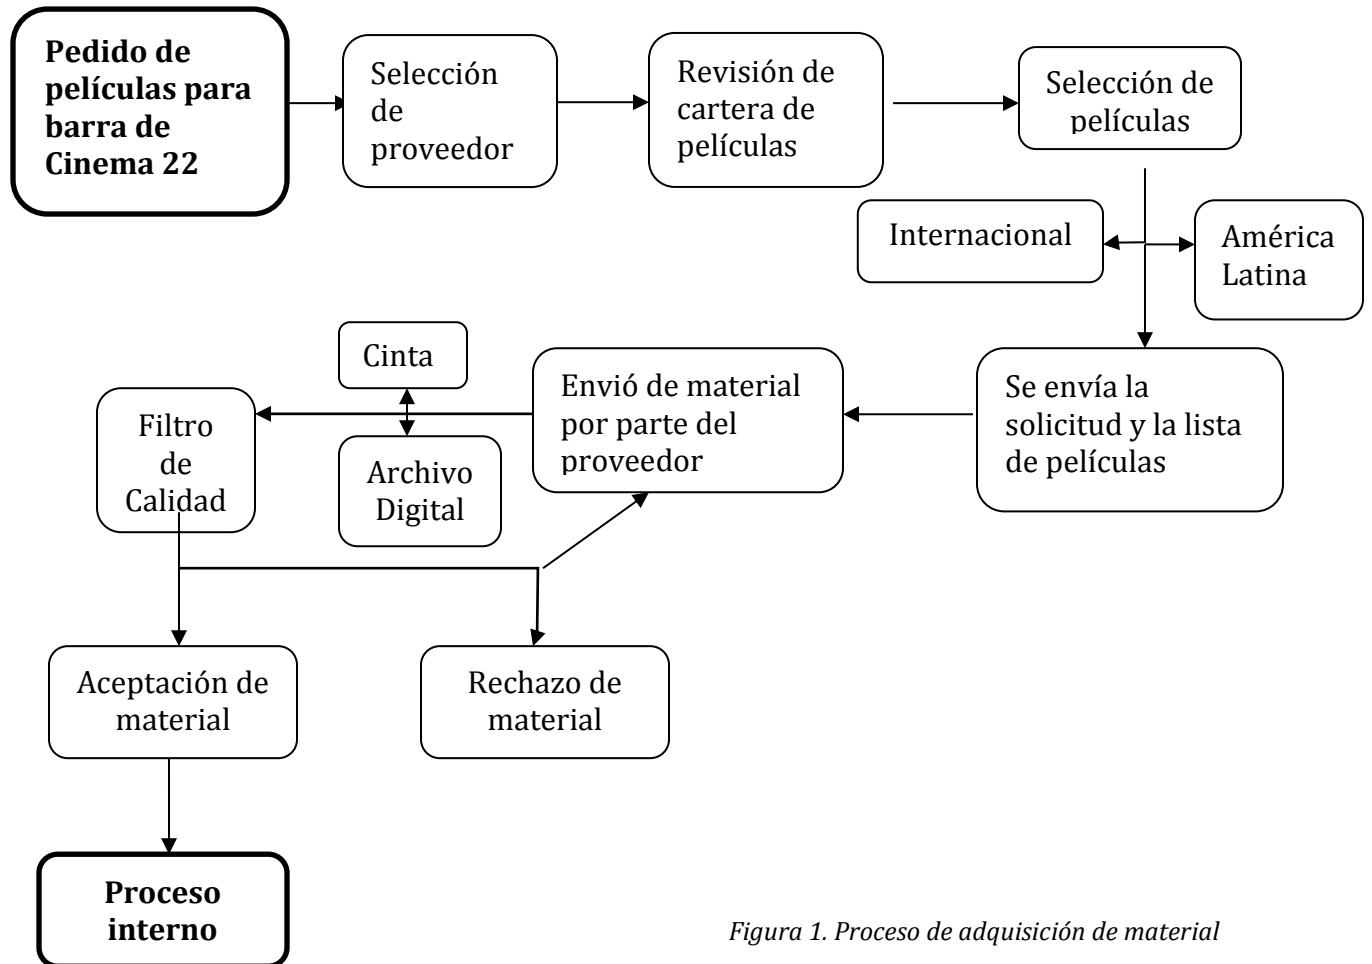 Pedido de
películas para
barra de
Cinema 22
Selección
de
proveedor
Revisión de
cartera de
películas
Selección de
películas
Internacional
América
Latina
Se envía la
solicitud y la lista
de películas
Envió de material
por parte del
proveedor
Cinta
Archivo
Digital
Filtro
de
Calidad
Aceptación de
material
Rechazo de
material
Proceso
interno
Figura 1. Proceso de adquisición de material